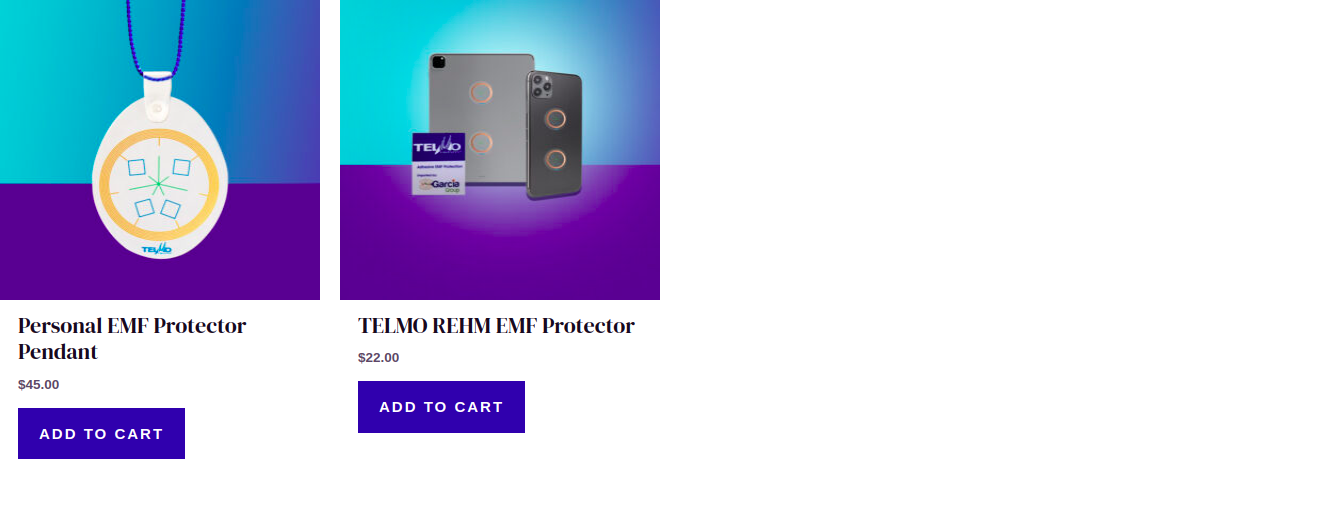 TELMO
TELMO
Adhesive EMF Protection
Garcia
Group
Personal EMF Protector
Pendant
$45.00
ADD TO CART
TELMO REHM EMF Protector
$22.00
ADD TO CART